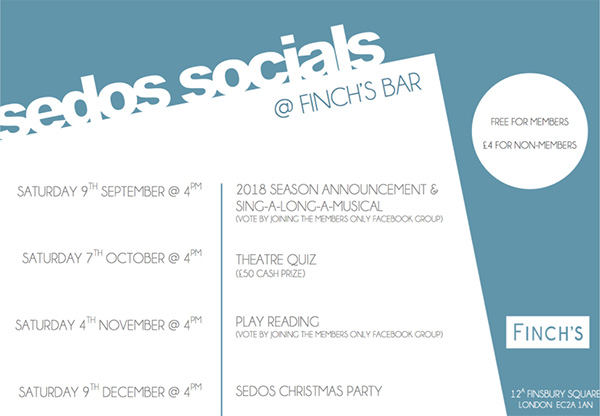 sedos socials
@ FINCH'S BAR
FREE FOR MEMBERS
£4 FOR NON-MEMBERS
SATURDAY 9TH SEPTEMBER @ 4PM
2018 SEASON ANNOUNCEMENT &
SING-A-LONG-A-MUSICAL
(VOTE BY JOINING THE MEMBERS ONLY FACEBOOK GROUP)
SATURDAY 7TH OCTOBER @ 4PM
THEATRE QUIZ
(£50 CASH PRIZE)
SATURDAY 4TH NOVEMBER @ 4PM
PLAY READING
(VOTE BY JOINING THE MEMBERS ONLY FACEBOOK GROUP)
SATURDAY 9TH DECEMBER @ 4PM
SEDOS CHRISTMAS PARTY
FINCH'S
12A FINSBURY SQUARE
LONDON EC2A 1AN